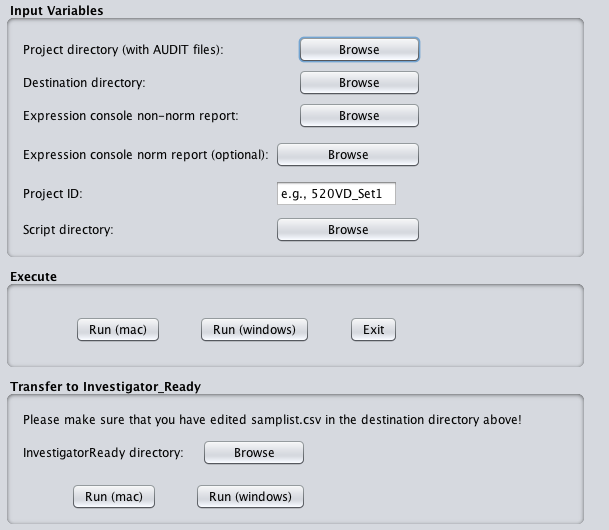 Input Variables
Project directory (with AUDIT files): Browse
Destination directory: Browse
Expression console non-norm report: Browse
Expression console norm report (optional): Browse
Project ID: e.g., 520VD_Set1
Script directory: Browse
Execute
Run (mac) Run (windows) Exit
Transfer to Investigator_Ready
Please make sure that you have edited samplist.csv in the destination directory above!
InvestigatorReady directory: Browse
Run (mac) Run (windows)